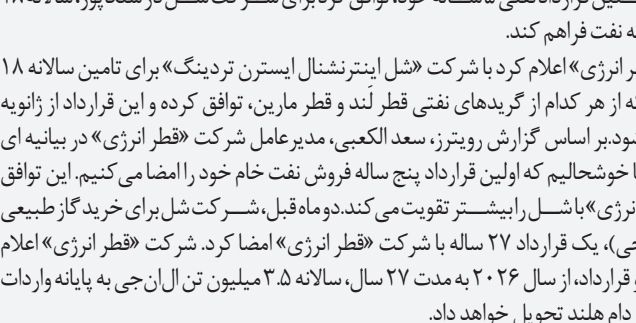 نفتی ۵ ساله خود، توافق کرد برای شرکت شل در سنگاپور، سالانه ۱۸
ه نفت فراهم کند.
ر انرژی» اعلام کرد با شرکت «شل اینترنشنال ایسترن تردینگ» برای تامین سالانه ۱۸
که از هر کدام از گریدهای نفتی قطر لَند و قطر مارین، توافق کرده و این قرارداد از ژانویه
سود.بر اساس گزارش رویترز، سعد الکعبی، مدیرعامل شرکت «قطر انرژی» در بیانیه ای
ا خوشحالیم که اولین قرارداد پنج ساله فروش نفت خام خود را امضا می‌کنیم. این توافق
نرژی» با شل را بیشتر تقویت می کند.دو ماه قبل، شرکت شل برای خرید گاز طبیعی
جی)، یک قرارداد ۲۷ ساله با شرکت «قطر انرژی» امضا کرد. شرکت «قطر انرژی» اعلام
و قرارداد، از سال ۲۰۲۶ به مدت ۲۷ سال، سالانه ۳.۵ میلیون تن ال‌ان‌جی به پایانه واردات
دام هلند تحویل خواهد داد.